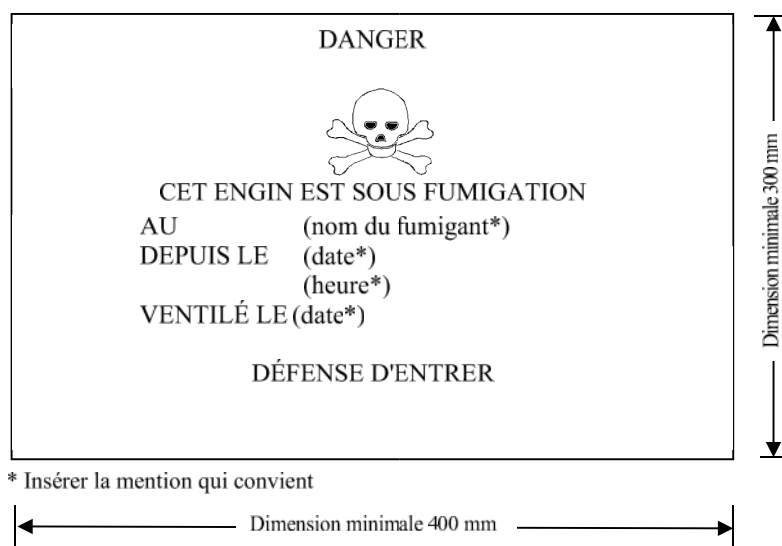 DANGER
CET ENGIN EST SOUS FUMIGATION
AU (nom du fumigant*)
DEPUIS LE (date*)
(heure*)
VENTILÉ LE (date*)
DÉFENSE D'ENTRER
Dimension minimale 300 mm
* Insérer la mention qui convient
Dimension minimale 400 mm